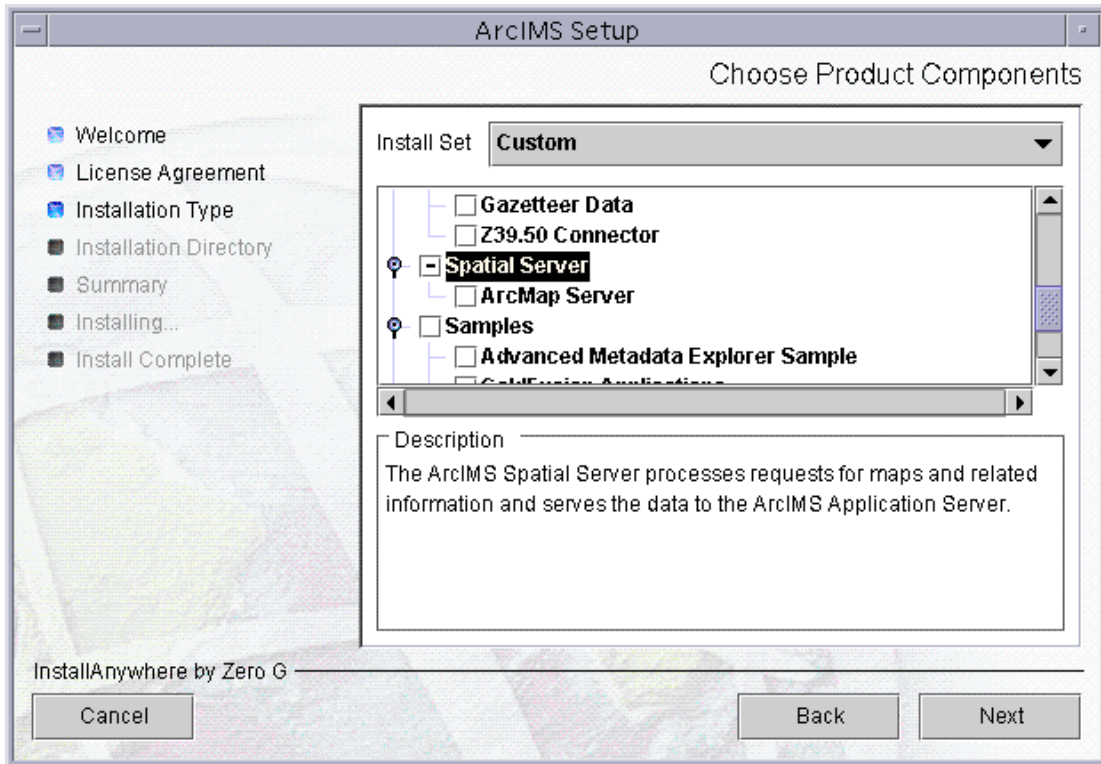 ArcIMS Setup
Choose Product Components
Welcome
License Agreement
Installation Type
Installation Directory
Summary
Installing...
Install Complete
Install Set Custom
Gazetteer Data
Z39.50 Connector
Spatial Server
ArcMap Server
Samples
Advanced Metadata Explorer Sample
ColdFusion Applications
Description
The ArcIMS Spatial Server processes requests for maps and related
information and serves the data to the ArcIMS Application Server.
InstallAnywhere by Zero G
Cancel
Back
Next